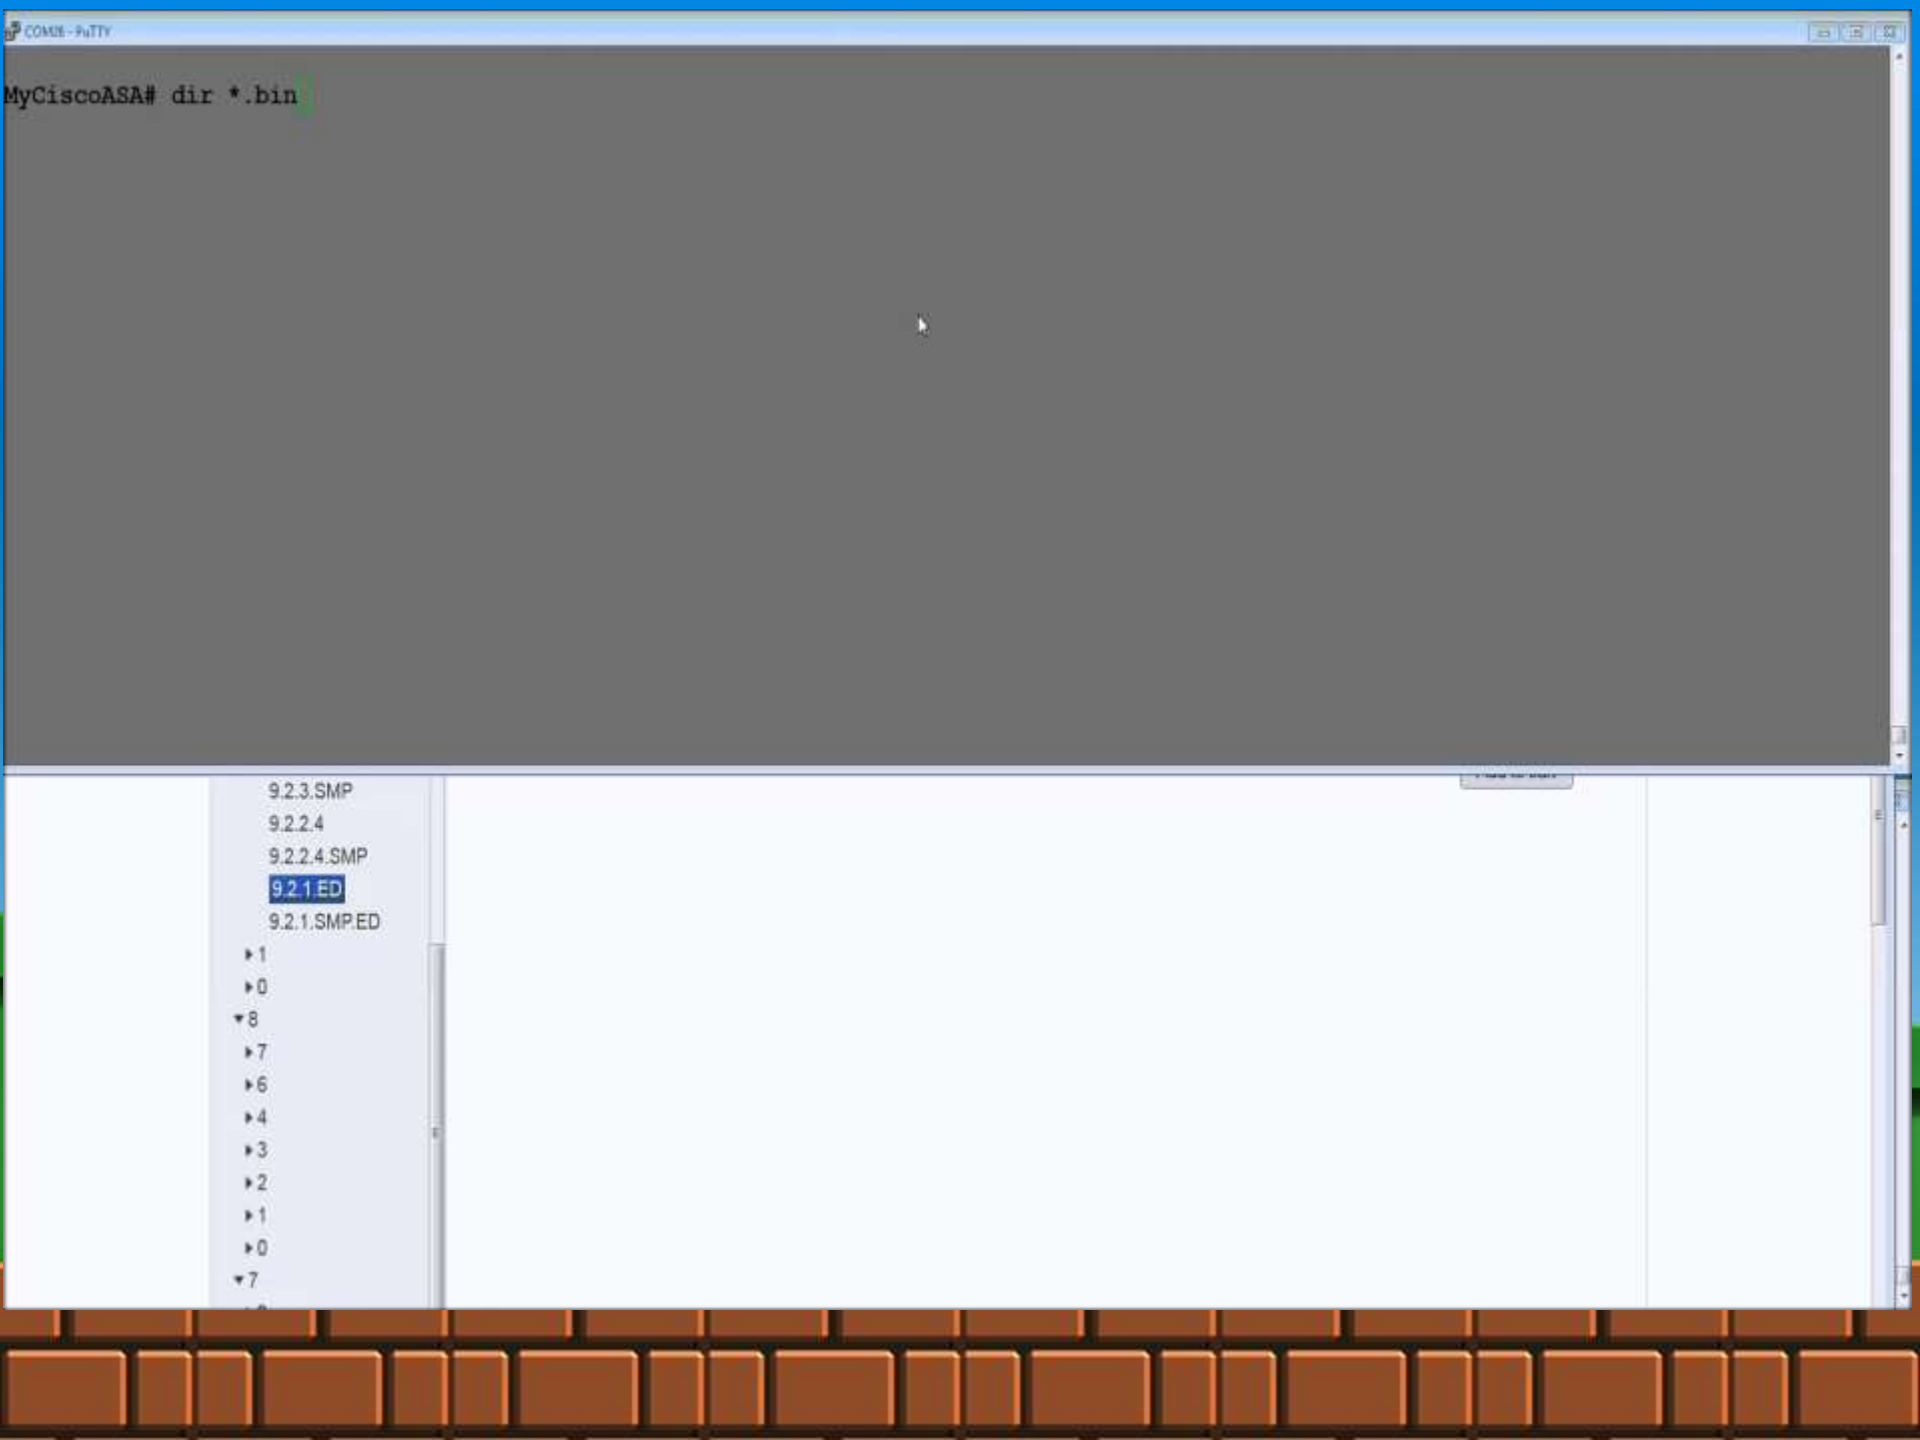 COM26 - PuTTY
MyCiscoASA# dir *.bin
9.2.3.SMP
9.2.2.4
9.2.2.4.SMP
9.2.1.ED
9.2.1.SMP.ED
1
0
8
7
6
4
3
2
1
0
7